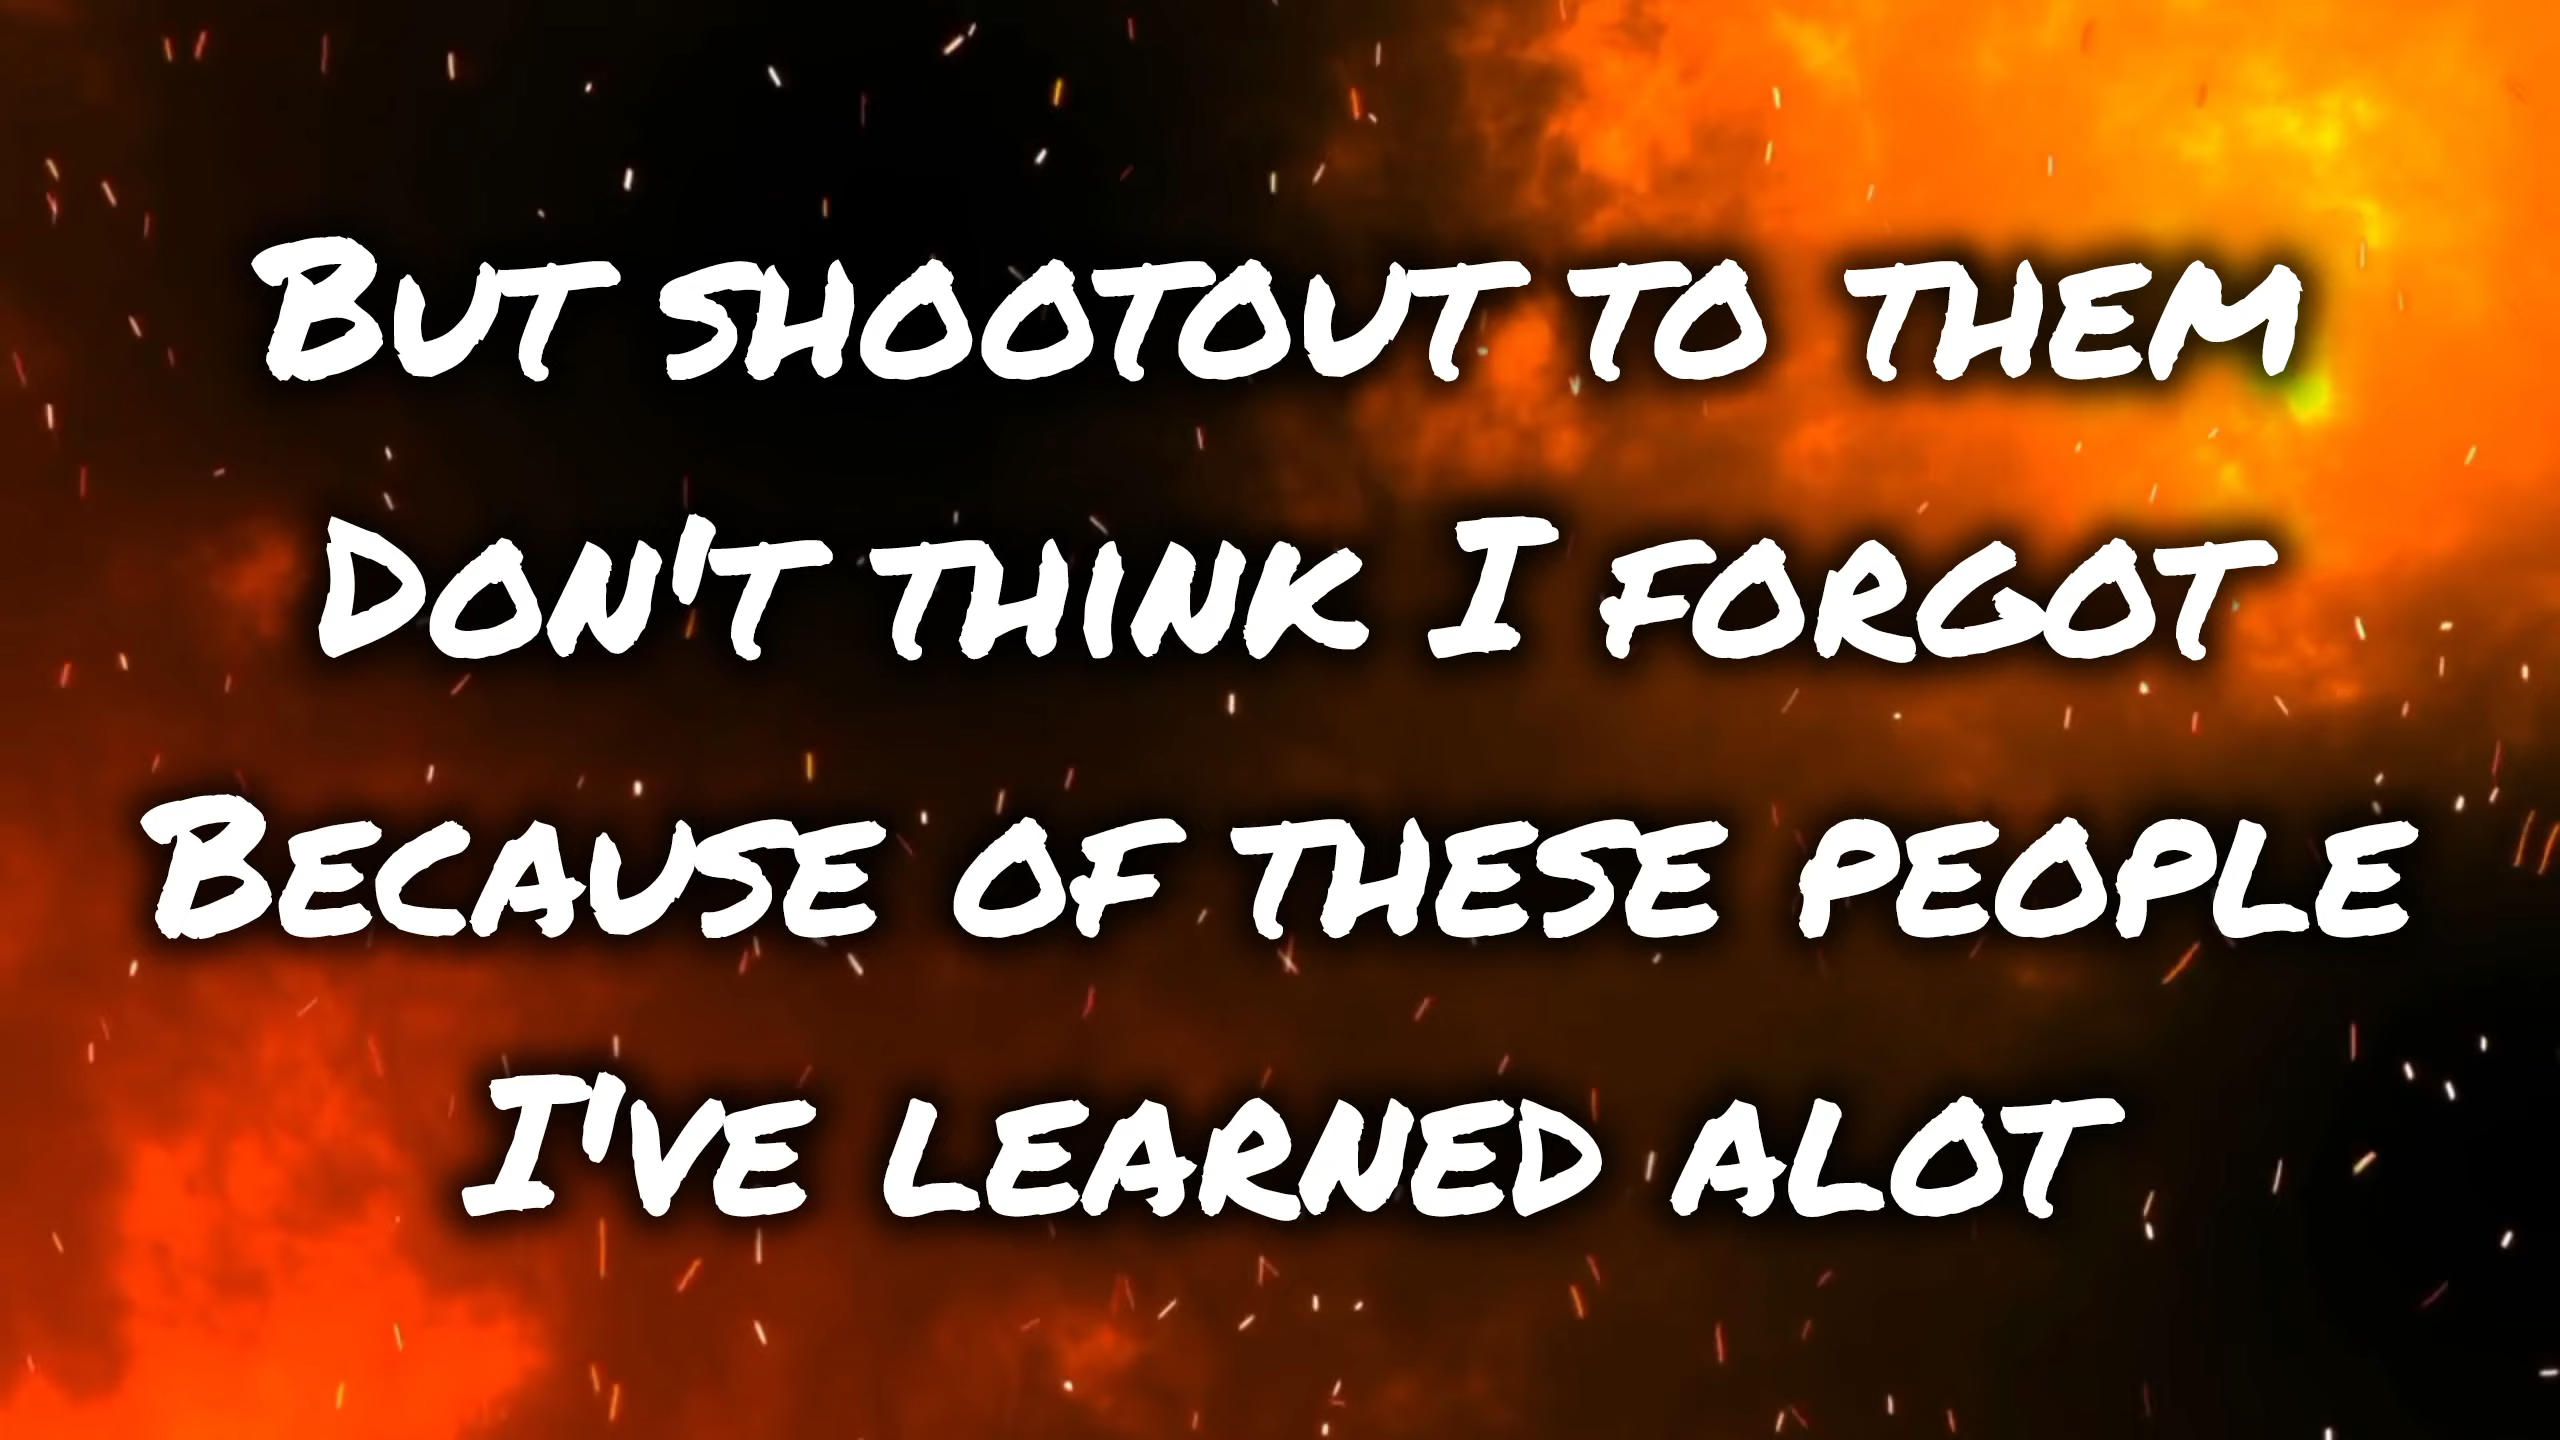 But shootout to them
Don't think I forgot
Because of these people
I've learned alot